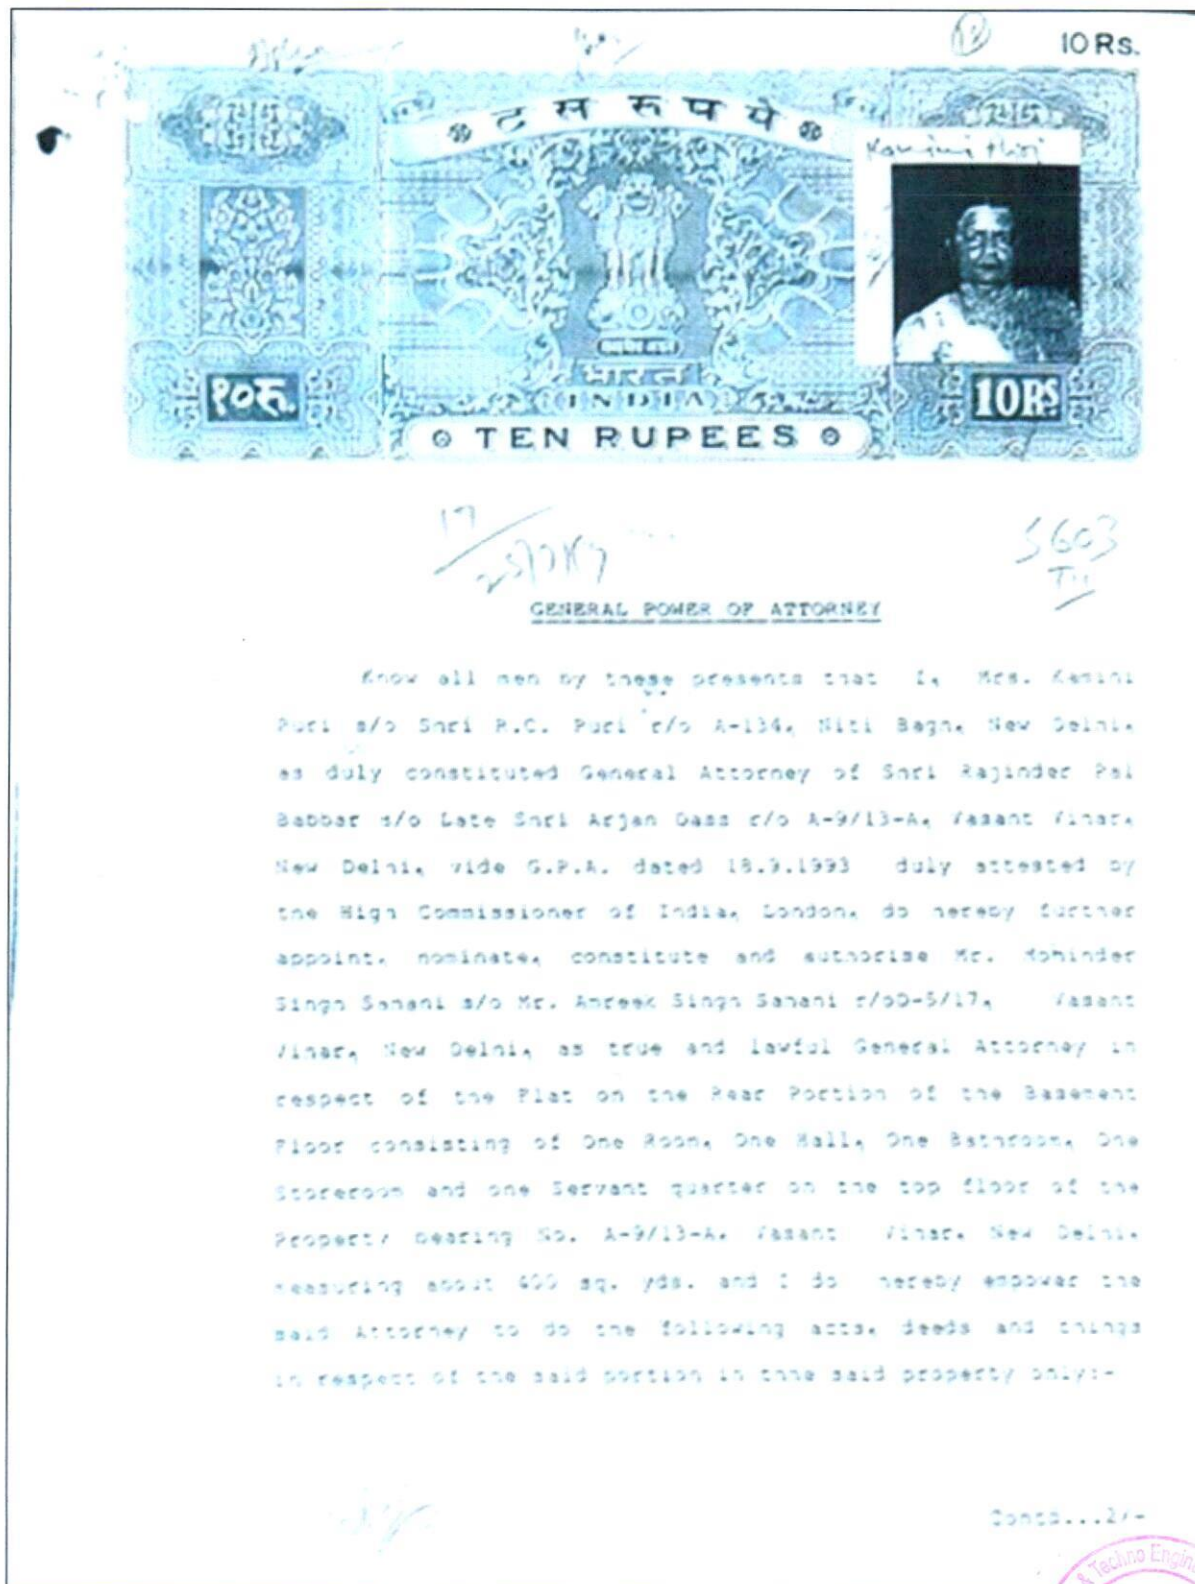 10 Rs.
दस रुपये
Kamini Puri
भारत
INDIA
१०रु.
10RS
TEN RUPEES
17
5603
GENERAL POWER OF ATTORNEY
Know all men by these presents that I, Mrs. Kamini
Puri s/o Shri R.C. Puri r/o A-134, Niti Bagh, New Delhi,
as duly constituted General Attorney of Shri Rajinder Pal
Babbar s/o Late Shri Arjan Dass r/o A-9/13-A, Vasant Vihar,
New Delhi, vide G.P.A. dated 18.9.1993 duly attested by
the High Commissioner of India, London, do hereby further
appoint, nominate, constitute and authorise Mr. Mohinder
Singh Sahani s/o Mr. Amreek Singh Sahani r/oD-5/17, Vasant
Vihar, New Delhi, as true and lawful General Attorney in
respect of the Flat on the Rear Portion of the Basement
Floor consisting of One Room, One Hall, One Bathroom, One
Storeroom and one Servant quarter on the top floor of the
Property bearing No. A-9/13-A, Vasant Vihar, New Delhi,
measuring about 400 sq. yds. and I do hereby empower the
said Attorney to do the following acts, deeds and things
in respect of the said portion in thhe said property only:-
Contd...2/-
& Techno Engin